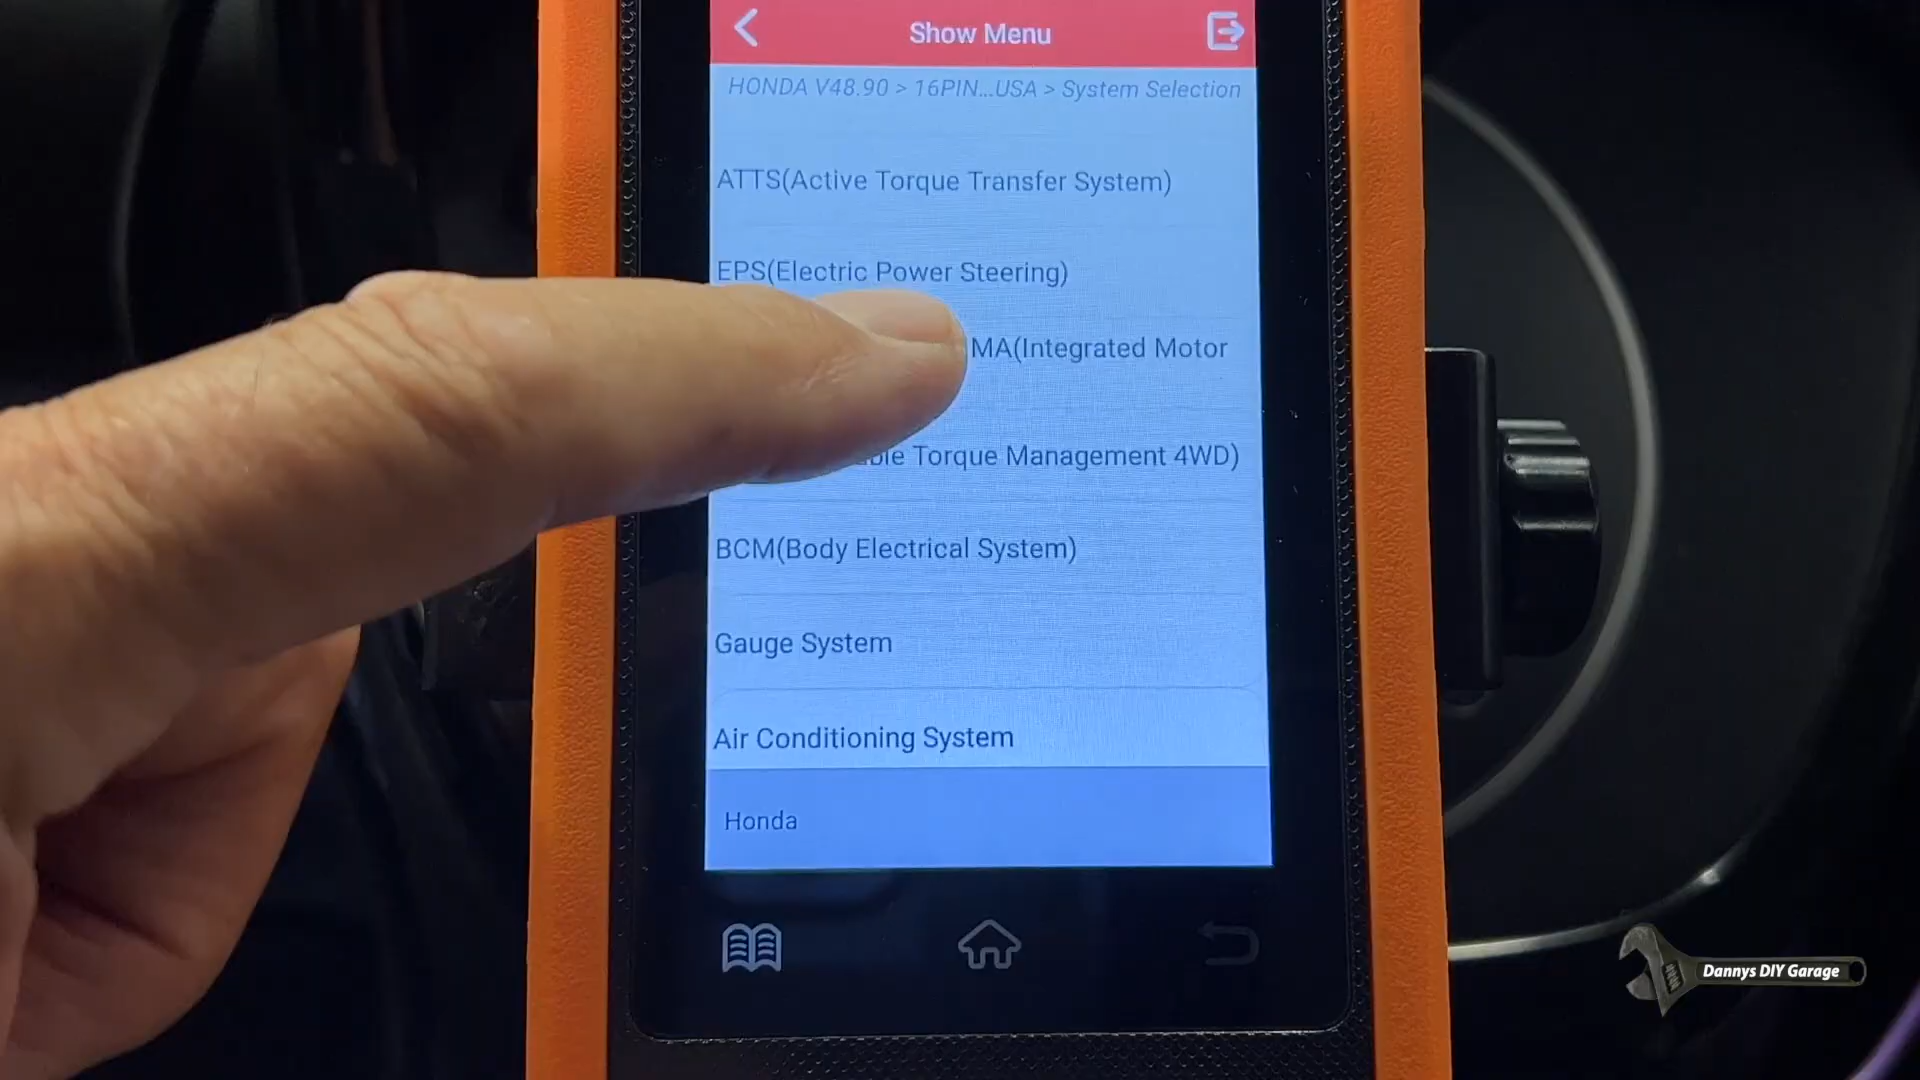 Show Menu
HONDA V48.90 > 16PIN...USA > System Selection
ATTS(Active Torque Transfer System)
EPS(Electric Power Steering)
MA(Integrated Motor
Torque Management 4WD)
BCM(Body Electrical System)
Gauge System
Air Conditioning System
Honda
Dannys DIY Garage